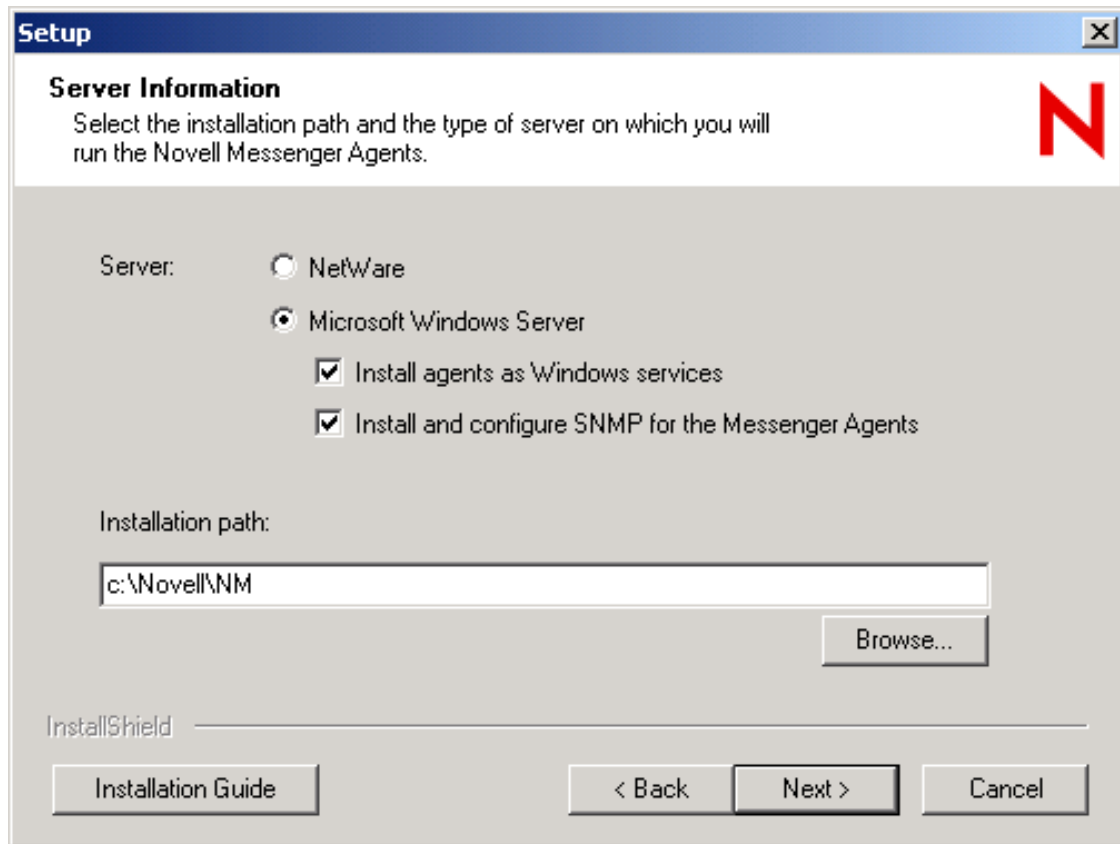 Setup
Server Information
Select the installation path and the type of server on which you will
run the Novell Messenger Agents.
N
Server:
NetWare
Microsoft Windows Server
Install agents as Windows services
Install and configure SNMP for the Messenger Agents
Installation path:
c:\Novell\NM
Browse...
InstallShield
Installation Guide
< Back
Next >
Cancel